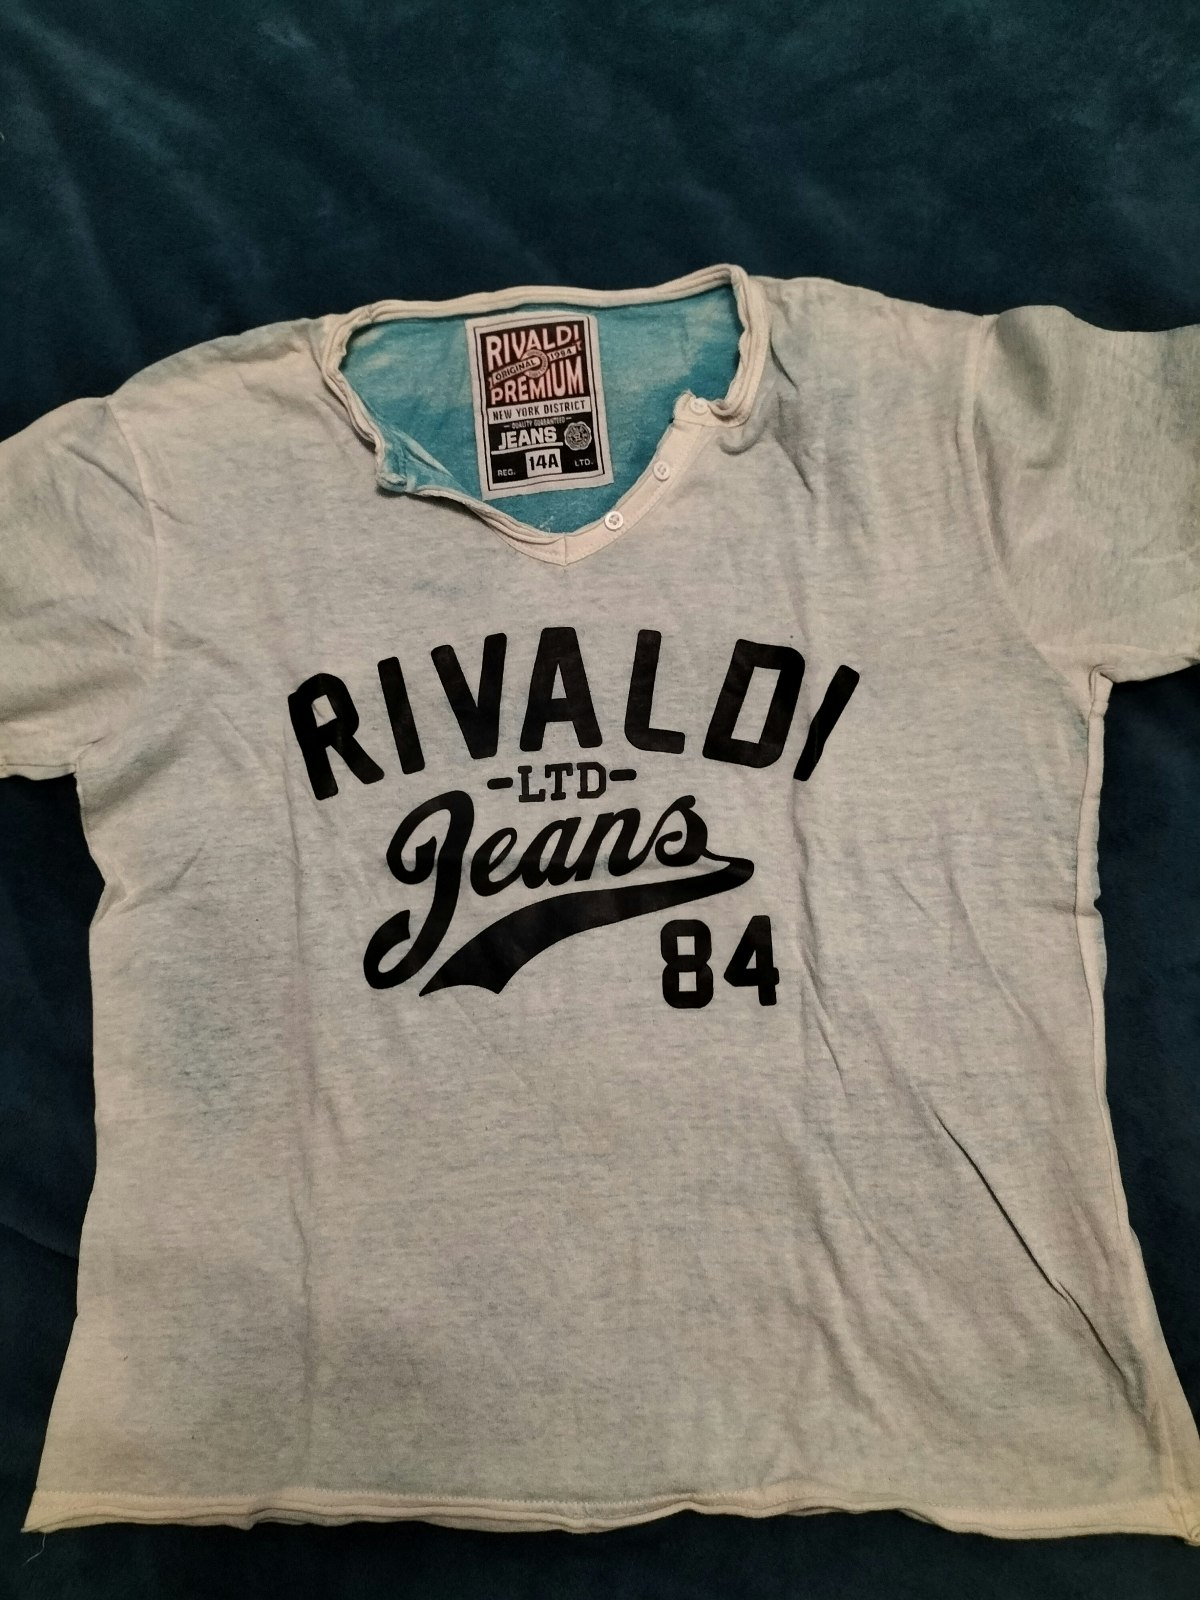 RIVALDI
ORIGINAL 1984
PREMIUM
NEW YORK DISTRICT
QUALITY GUARANTEED
JEANS
REG. 14A LTD.
RIVALDI
-LTD-
Jeans
84